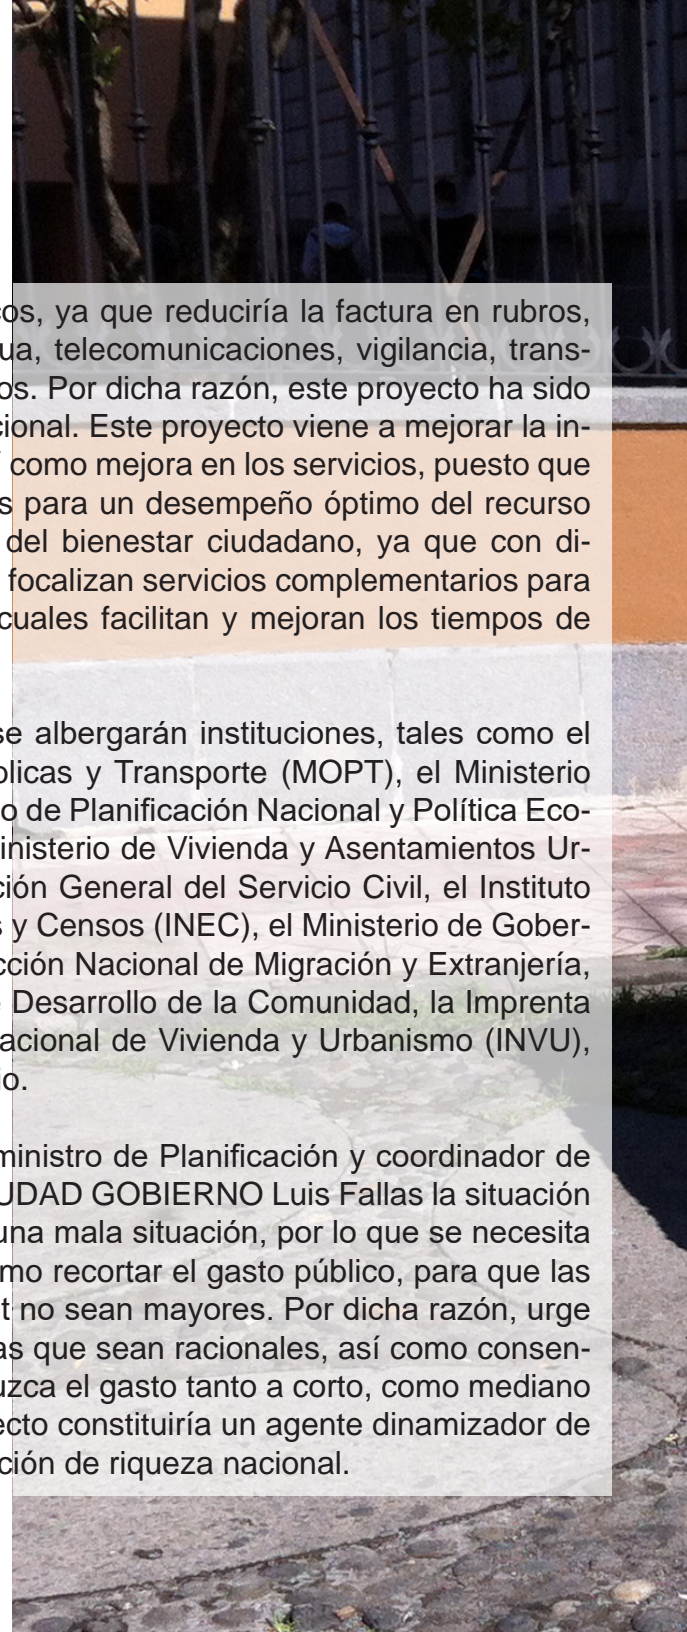 os, ya que reduciría la factura en rubros,
ua, telecomunicaciones, vigilancia, trans-
os. Por dicha razón, este proyecto ha sido
cional. Este proyecto viene a mejorar la in-
como mejora en los servicios, puesto que
s para un desempeño óptimo del recurso
del bienestar ciudadano, ya que con di-
focalizan servicios complementarios para
cuales facilitan y mejoran los tiempos de
se albergarán instituciones, tales como el
olicas y Transporte (MOPT), el Ministerio
o de Planificación Nacional y Política Eco-
inisterio de Vivienda y Asentamientos Ur-
ción General del Servicio Civil, el Instituto
s y Censos (INEC), el Ministerio de Gober-
cción Nacional de Migración y Extranjería,
e Desarrollo de la Comunidad, la Imprenta
acional de Vivienda y Urbanismo (INVU),
io.
ministro de Planificación y coordinador de
UDAD GOBIERNO Luis Fallas la situación
una mala situación, por lo que se necesita
mo recortar el gasto público, para que las
t no sean mayores. Por dicha razón, urge
as que sean racionales, así como consen-
uzca el gasto tanto a corto, como mediano
ecto constituiría un agente dinamizador de
ción de riqueza nacional.